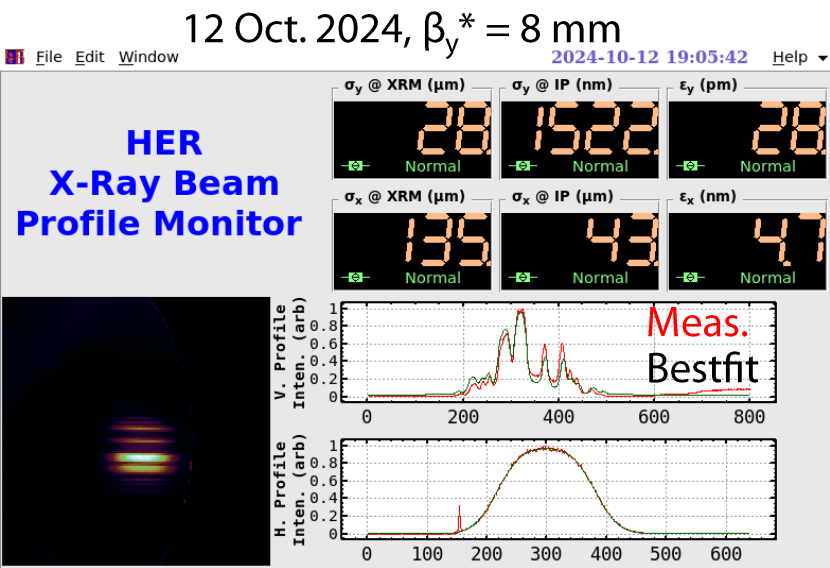 12 Oct. 2024, βy* = 8 mm
File Edit Window 2024-10-12 19:05:42 Help
HER
X-Ray Beam
Profile Monitor
σy @ XRM (μm) σy @ IP (nm) εy (pm)
28 1522 28
Normal Normal Normal
σx @ XRM (μm) σx @ IP (μm) εx (nm)
135 43 4.7
Normal Normal Normal
V. Profile
Inten. (arb)
1
0.8
0.6
0.4
0.2
0
0 200 400 600 800
Meas.
Bestfit
H. Profile
Inten. (arb)
1
0.8
0.6
0.4
0.2
0
0 100 200 300 400 500 600